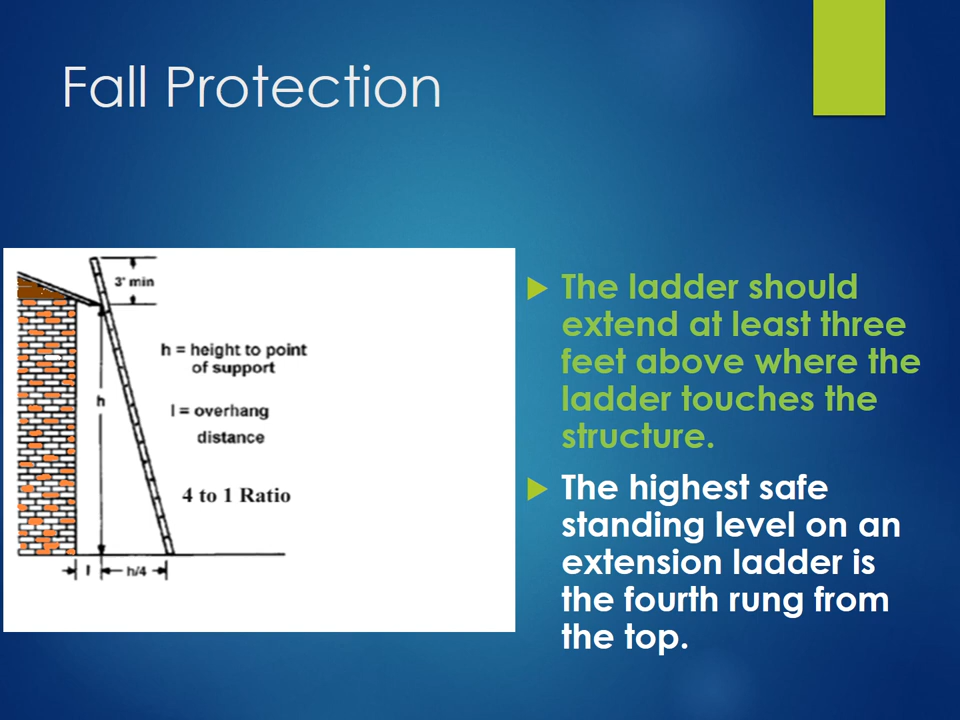 Fall Protection
3' min
h = height to point
of support
h
l = overhang
distance
4 to 1 Ratio
l
h/4
The ladder should
extend at least three
feet above where the
ladder touches the
structure.
The highest safe
standing level on an
extension ladder is
the fourth rung from
the top.